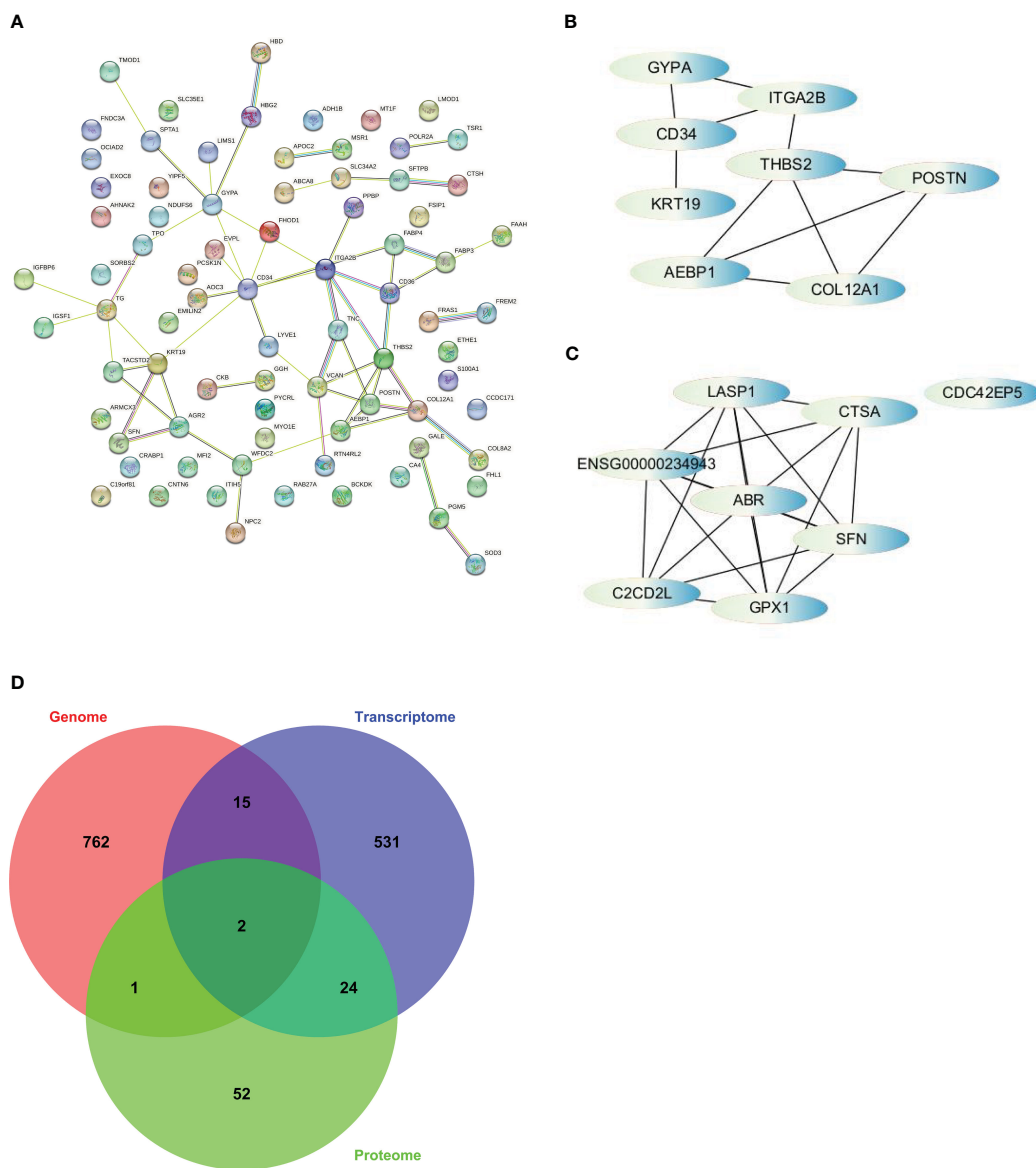 A
HBD
TMOD1
SLC35E1
HBG2
ADH1B
MT1F
LMOD1
FNDC3A
SPTA1
LIMS1
APOC2
MSR1
POLR2A
TSR1
OCIAD2
EXOC8
YIPF5
GYPA
ABCA8
SLC34A2
SFTPB
CTSH
AHNAK2
NDUFS6
TPO
EVPL
FHOD1
PPBP
FSIP1
FAAH
SORBS2
PCSK1N
ITGA2B
FABP4
FABP3
IGFBP6
AOC3
CD34
CD36
TG
EMILIN2
FRAS1
FREM2
IGSF1
LYVE1
TNC
THBS2
ETHE1
TACSTD2
KRT19
CKB
GGH
VCAN
POSTN
S100A1
ARMCX3
AGR2
PYCRL
COL12A1
CCDC171
SFN
MYO1E
AEBP1
CRABP1
MFI2
WFDC2
RTN4RL2
GALE
COL8A2
C19orf81
CNTN6
ITIH5
RAB27A
BCKDK
CA4
FHL1
NPC2
PGM5
SOD3
B
GYPA
ITGA2B
CD34
THBS2
POSTN
KRT19
AEBP1
COL12A1
C
LASP1
CDC42EP5
CTSA
ENSG00000234943
ABR
SFN
C2CD2L
GPX1
D
Genome
Transcriptome
15
762
531
2
1
24
52
Proteome